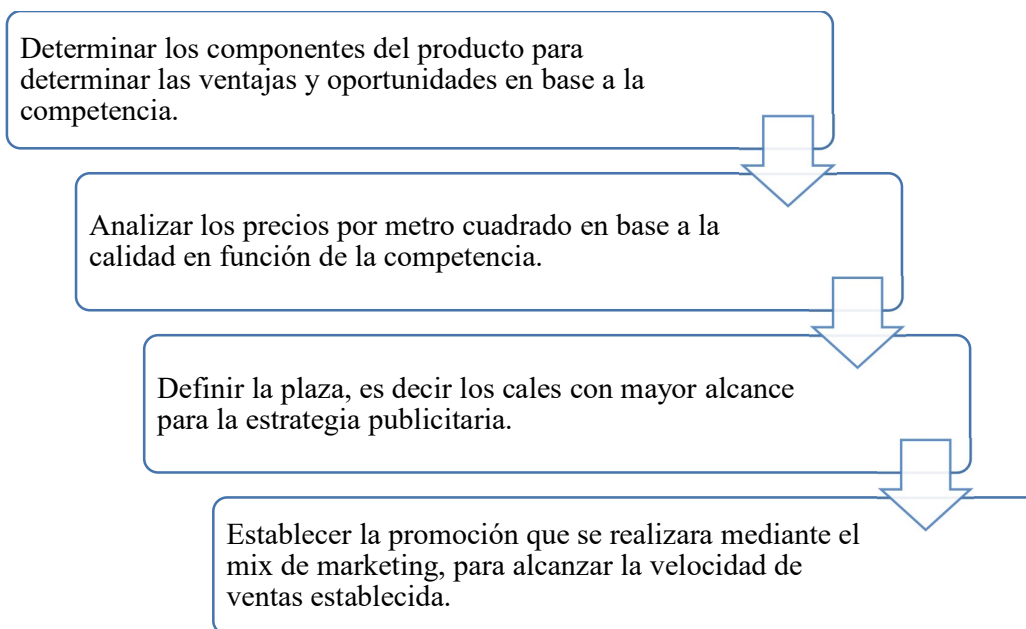 Determinar los componentes del producto para
determinar las ventajas y oportunidades en base a la
competencia.
Analizar los precios por metro cuadrado en base a la
calidad en función de la competencia.
Definir la plaza, es decir los cales con mayor alcance
para la estrategia publicitaria.
Establecer la promoción que se realizara mediante el
mix de marketing, para alcanzar la velocidad de
ventas establecida.